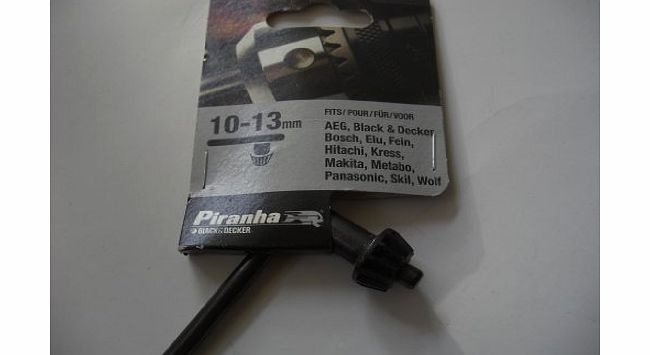 10-13mm
FITS/POUR/FÜR/VOOR
AEG, Black & Decker,
Bosch, Elu, Fein,
Hitachi, Kress,
Makita, Metabo,
Panasonic, Skil, Wolf
Piranha
BLACK&DECKER